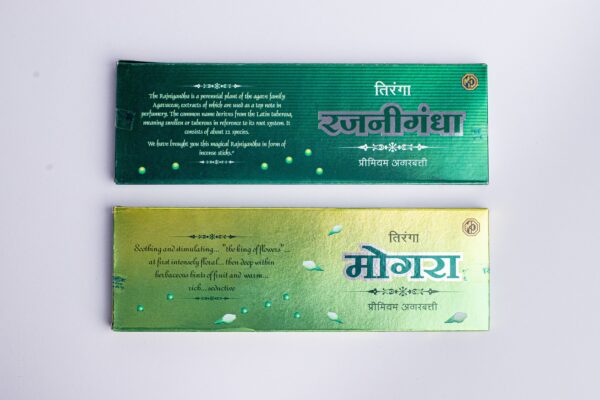 The Rajnigandha is a perennial plant of the agave family
Agavaceae, extracts of which are used as a top note in
perfumery. The common name derives from the Latin tuberosa,
meaning swollen or tuberous in reference to its root system. It
consists of about 12 species.
We have brought you this magical Rajnigandha in form of
incense sticks."
तिरंगा
रजनीगंधा
प्रीमियम अगरबत्ती
Soothing and stimulating... "the king of flowers"...
at first intensely floral... then deep within
herbaceous hints of fruit and warm...
rich... seductive
तिरंगा
मोगरा
प्रीमियम अगरबत्ती